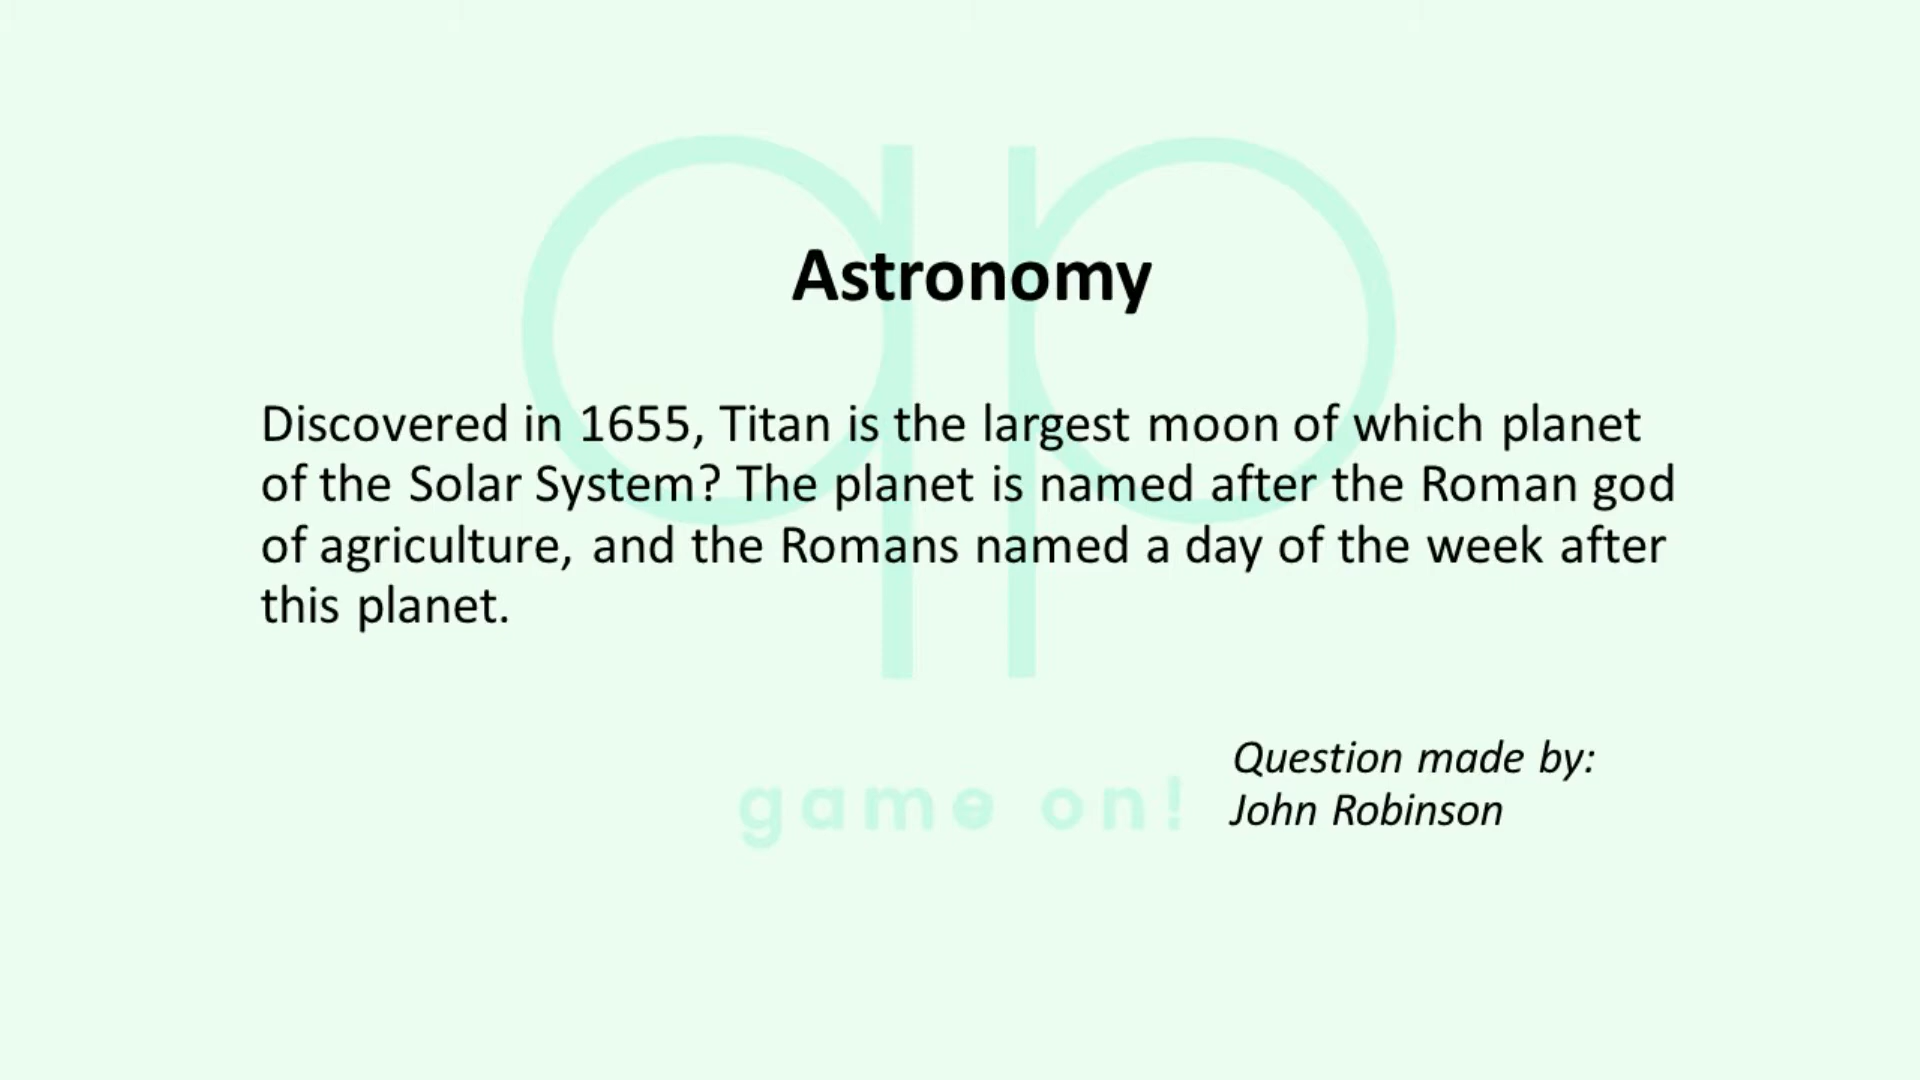 Astronomy
Discovered in 1655, Titan is the largest moon of which planet
of the Solar System? The planet is named after the Roman god
of agriculture, and the Romans named a day of the week after
this planet.
Question made by:
John Robinson
qp
game on!